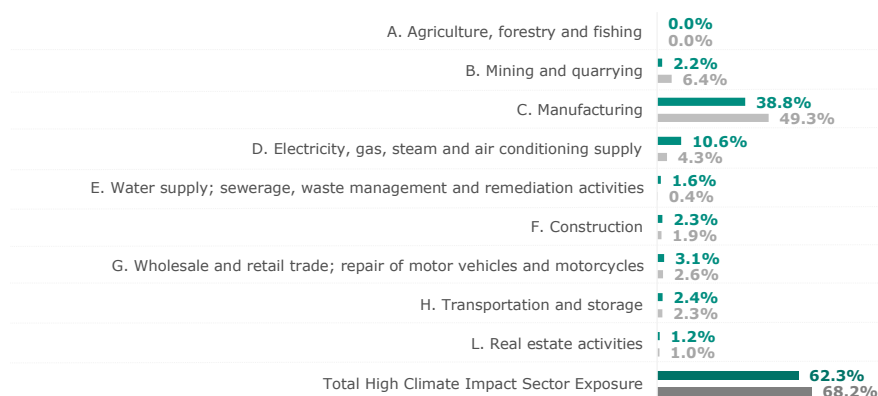 A. Agriculture, forestry and fishing
0.0%
0.0%
B. Mining and quarrying
2.2%
6.4%
C. Manufacturing
38.8%
49.3%
D. Electricity, gas, steam and air conditioning supply
10.6%
4.3%
E. Water supply; sewerage, waste management and remediation activities
1.6%
0.4%
F. Construction
2.3%
1.9%
G. Wholesale and retail trade; repair of motor vehicles and motorcycles
3.1%
2.6%
H. Transportation and storage
2.4%
2.3%
L. Real estate activities
1.2%
1.0%
Total High Climate Impact Sector Exposure
62.3%
68.2%